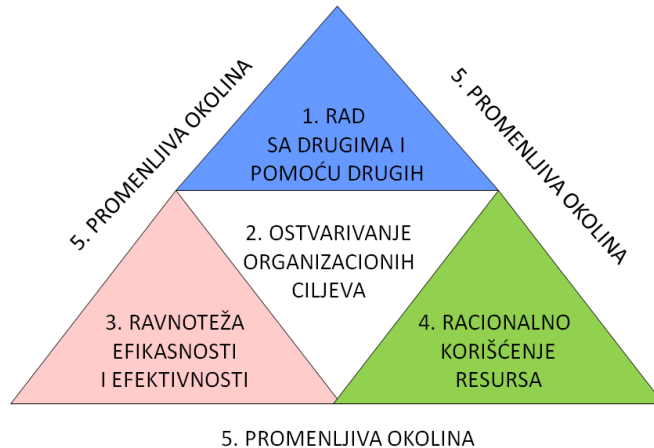 5. PROMENLJIVA OKOLINA
5. PROMENLJIVA OKOLINA
1. RAD
SA DRUGIMA I
POMOĆU DRUGIH
2. OSTVARIVANJE
ORGANIZACIONIH
CILJEVA
3. RAVNOTEŽA
EFIKASNOSTI
I EFEKTIVNOSTI
4. RACIONALNO
KORIŠĆENJE
RESURSA
5. PROMENLJIVA OKOLINA